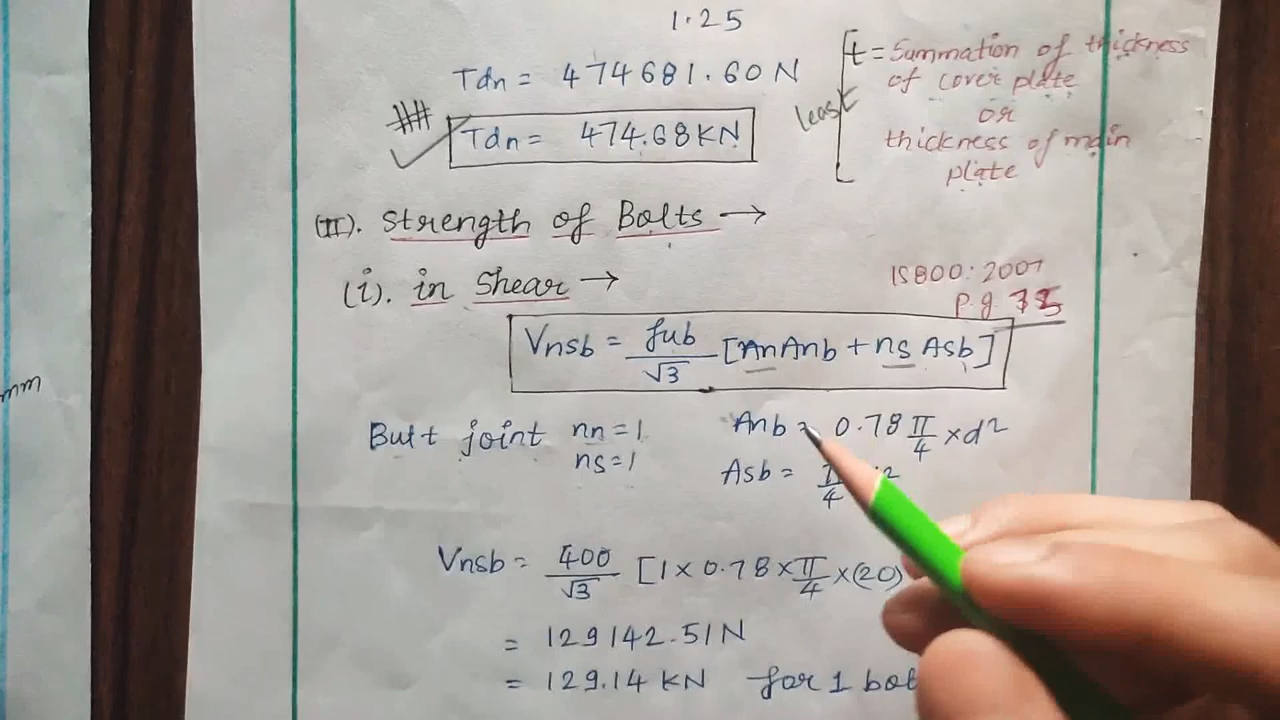 1.25
Tdn = 474681.60 N
## Tdn = 474.68 KN
least
t = Summation of thickness
of cover plate
or
thickness of main
plate
(II). Strength of Bolts →
(i). in Shear →
IS800:2007
p.g. 75
Vnsb = fub/√3 [nnAnb + ns Asb]
Butt joint nn = 1
ns = 1
Anb = 0.78 π/4 × d²
Asb = π/4
Vnsb = 400/√3 [1 × 0.78 × π/4 × (20)
= 129142.51 N
= 129.14 KN for 1 bol
mm